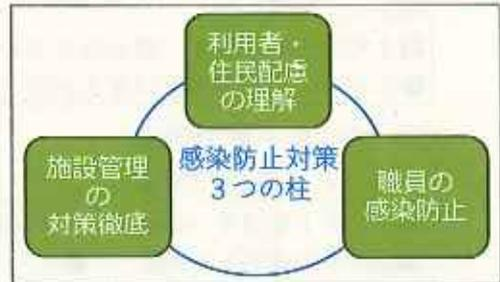 利用者・
住民配慮
の理解
感染防止対策
3つの柱
施設管理
の
対策徹底
職員の
感染防止